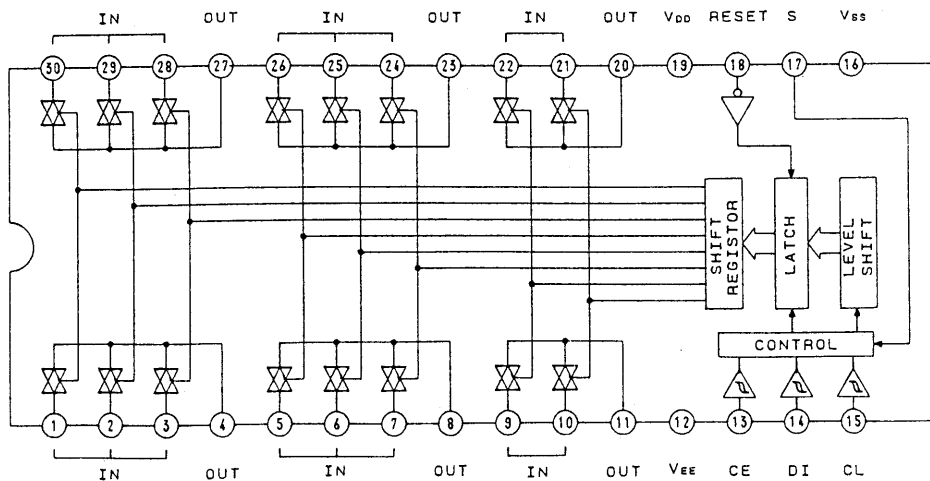 IN OUT IN OUT IN OUT VDD RESET S VSS
30 29 28 27 26 25 24 23 22 21 20 19 18 17 16
SHIFT REGISTOR
LATCH
LEVEL SHIFT
CONTROL
1 2 3 4 5 6 7 8 9 10 11 12 13 14 15
IN OUT IN OUT IN OUT VEE CE DI CL